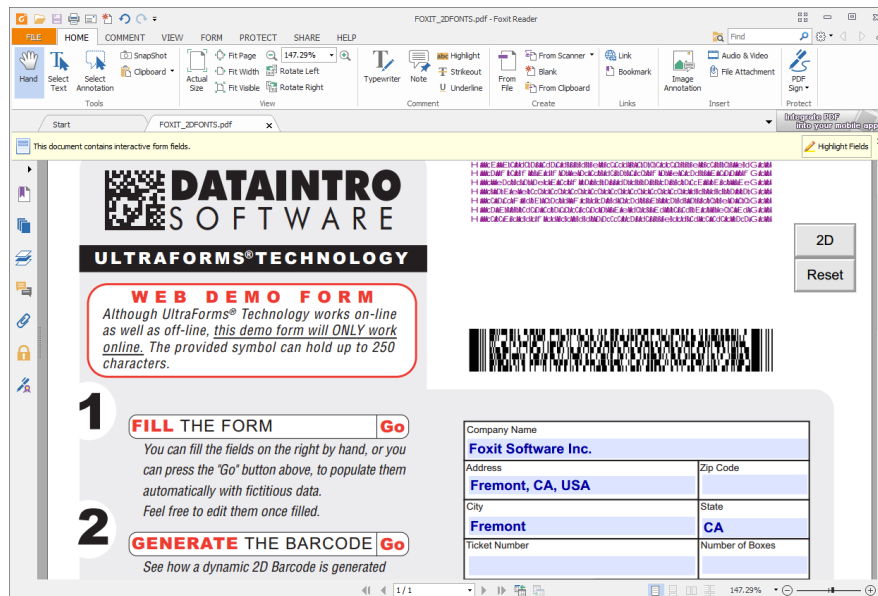 FOXIT_2DFONTS.pdf - Foxit Reader
FILE HOME COMMENT VIEW FORM PROTECT SHARE HELP
Find
Hand
Select Text
Select Annotation
SnapShot
Clipboard
Actual Size
Fit Page
Fit Width
Fit Visible
147.29%
Rotate Left
Rotate Right
Typewriter
Note
abc Highlight
Strikeout
Underline
From File
From Scanner
Blank
From Clipboard
Link
Bookmark
Image Annotation
Audio & Video
File Attachment
PDF Sign
Tools View Comment Create Links Insert Protect
Start FOXIT_2DFONTS.pdf
Integrate PDF
into your mobile app
This document contains interactive form fields.
Highlight Fields
DATAINTRO
SOFTWARE
ULTRAFORMS®TECHNOLOGY
2D
Reset
WEB DEMO FORM
Although UltraForms® Technology works on-line
as well as off-line, this demo form will ONLY work
online. The provided symbol can hold up to 250
characters.
1
FILL THE FORM Go
You can fill the fields on the right by hand, or you
can press the "Go" button above, to populate them
automatically with fictitious data.
Feel free to edit them once filled.
2
GENERATE THE BARCODE Go
See how a dynamic 2D Barcode is generated
Company Name
Foxit Software Inc.
Address Zip Code
Fremont, CA, USA
City State
Fremont CA
Ticket Number Number of Boxes
1/1
147.29%